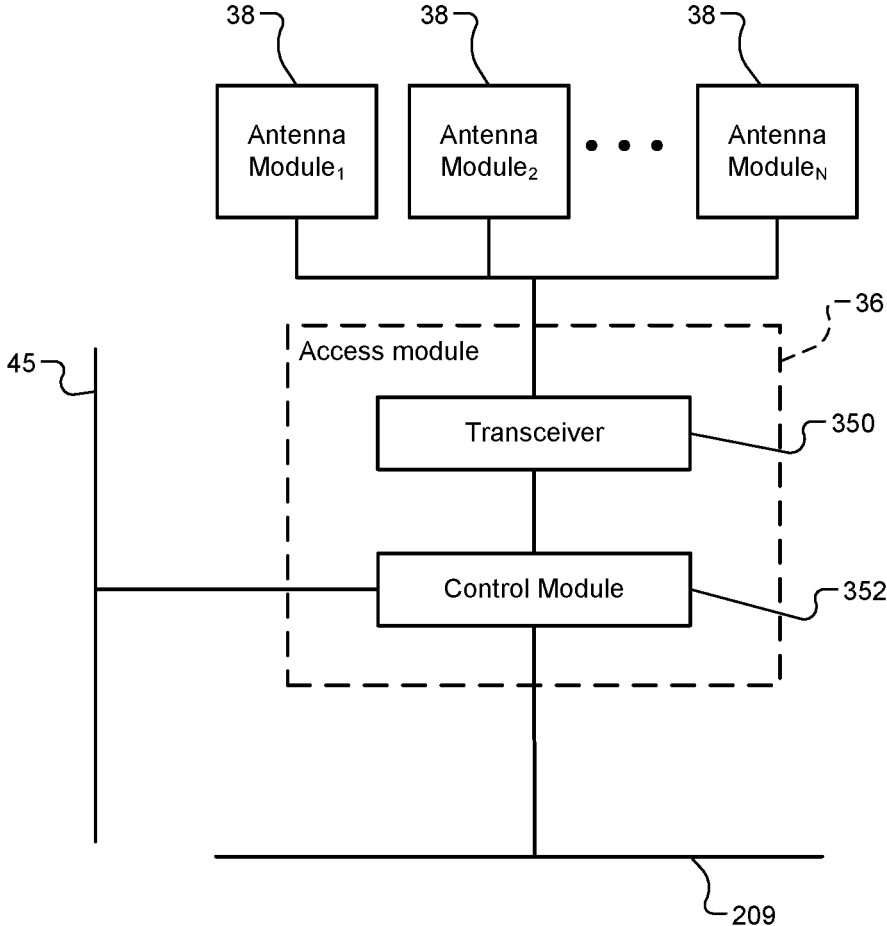 38
38
38
Antenna
Module₁
Antenna
Module₂
Antenna
Moduleₙ
36
Access module
45
Transceiver
350
Control Module
352
209